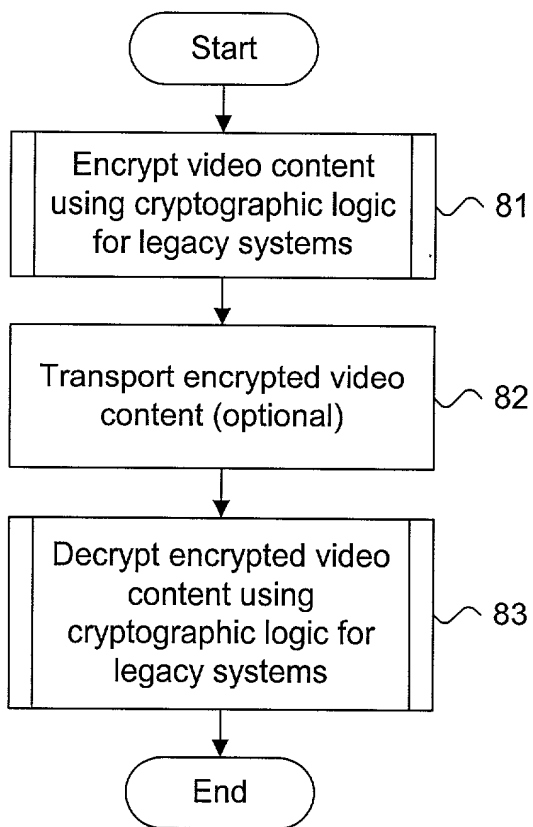 Start
Encrypt video content
using cryptographic logic
for legacy systems
81
Transport encrypted video
content (optional)
82
Decrypt encrypted video
content using
cryptographic logic for
legacy systems
83
End